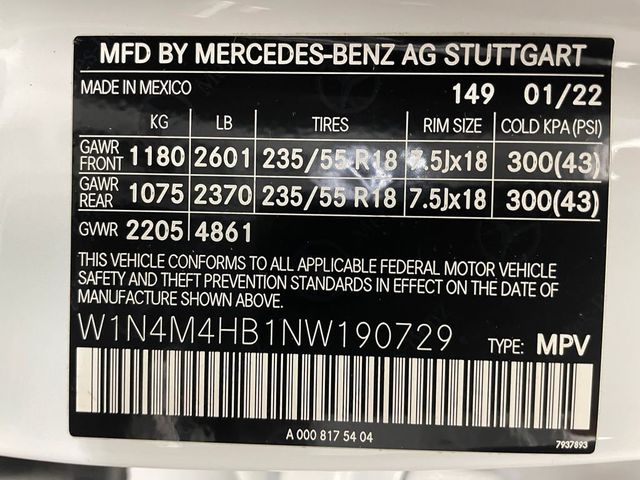 MFD BY MERCEDES-BENZ AG STUTTGART
MADE IN MEXICO 149 01/22
KG LB TIRES RIM SIZE COLD KPA(PSI)
GAWR FRONT 1180 2601 235/55 R18 7.5Jx18 300(43)
GAWR REAR 1075 2370 235/55 R18 7.5Jx18 300(43)
GVWR 2205 4861
THIS VEHICLE CONFORMS TO ALL APPLICABLE FEDERAL MOTOR VEHICLE
SAFETY AND THEFT PREVENTION STANDARDS IN EFFECT ON THE DATE OF
MANUFACTURE SHOWN ABOVE.
W1N4M4HB1NW190729 TYPE: MPV
A 000 817 54 04
7937893